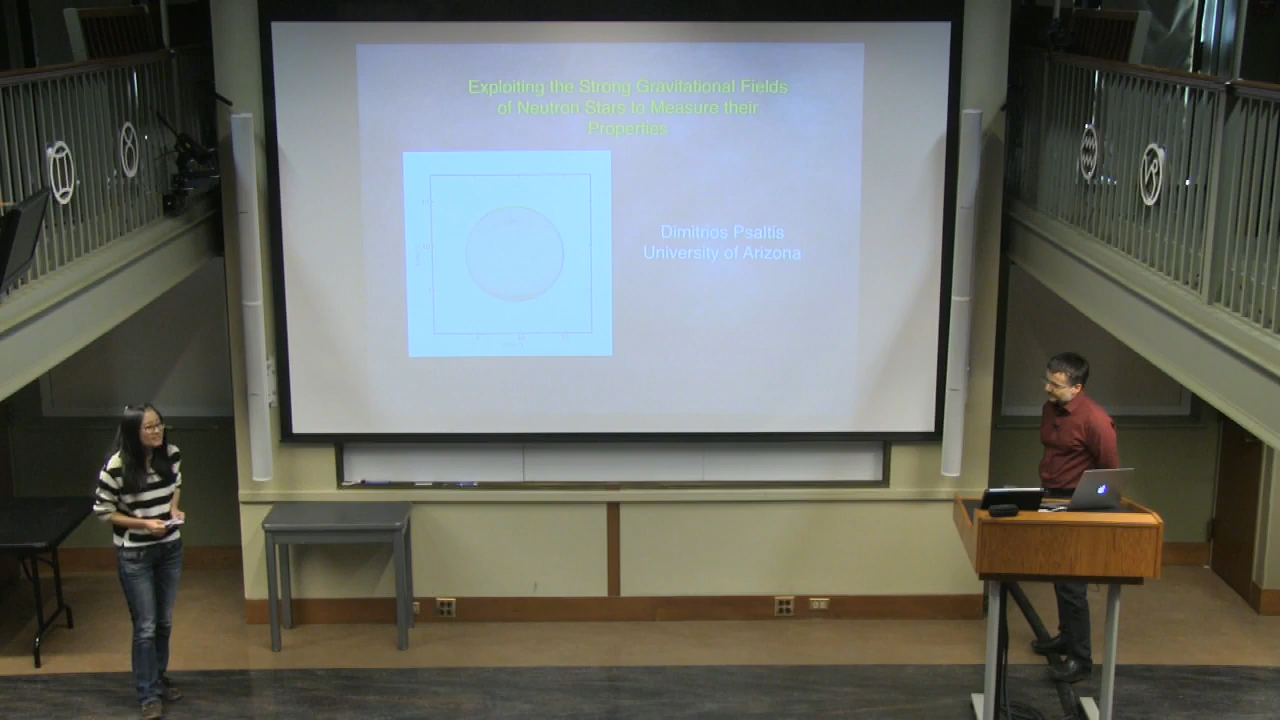 Exploiting the Strong Gravitational Fields
of Neutron Stars to Measure their
Properties
Dimitrios Psaltis
University of Arizona